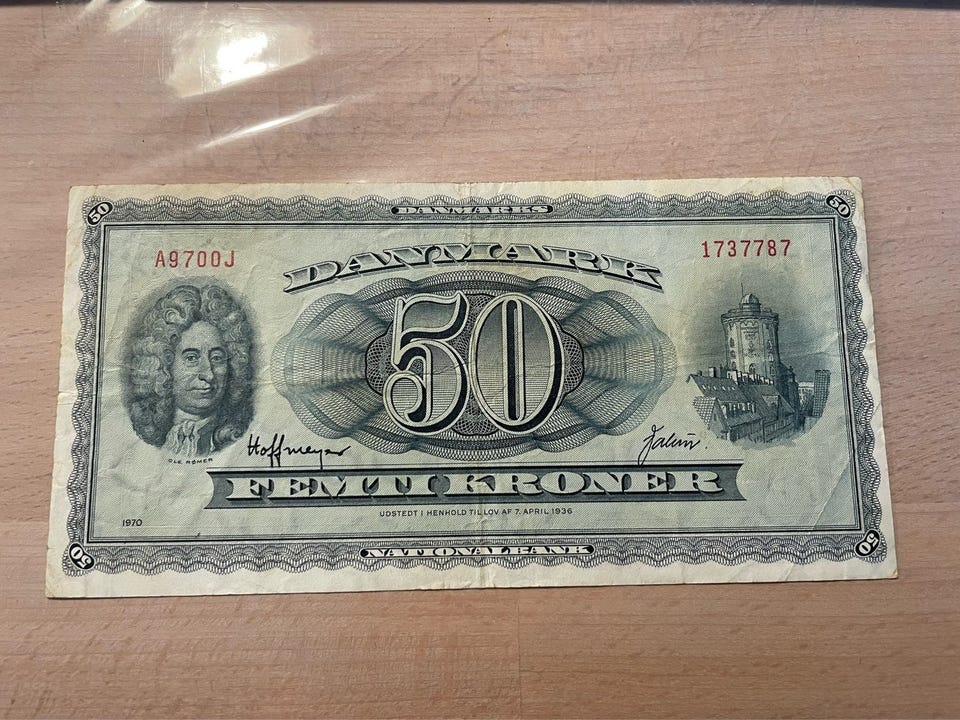 50 DANMARKS 50
A9700J 1737787
DANMARK
50
OLE RØMER Hoffmeyer
FEMTI KRONER
UDSTEDT I HENHOLD TIL LOV AF 7. APRIL 1936
1970
50 NATIONALBANK 50